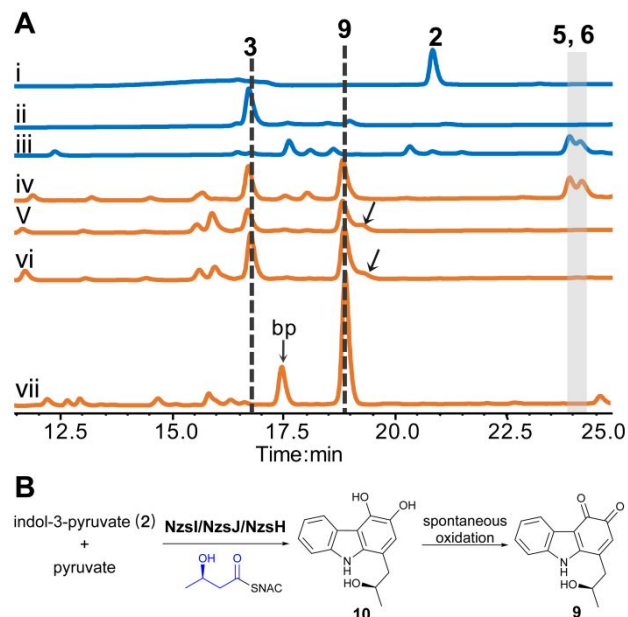 A
3
9
2
5, 6
i
ii
iii
iv
v
vi
vii
bp
12.5 15.0 17.5 20.0 22.5 25.0
Time:min
B
indol-3-pyruvate (2)
+
pyruvate
NzsI/NzsJ/NzsH
OH O
SNAC
OH
OH
N
H
HO
10
spontaneous
oxidation
O
O
N
H
HO
9